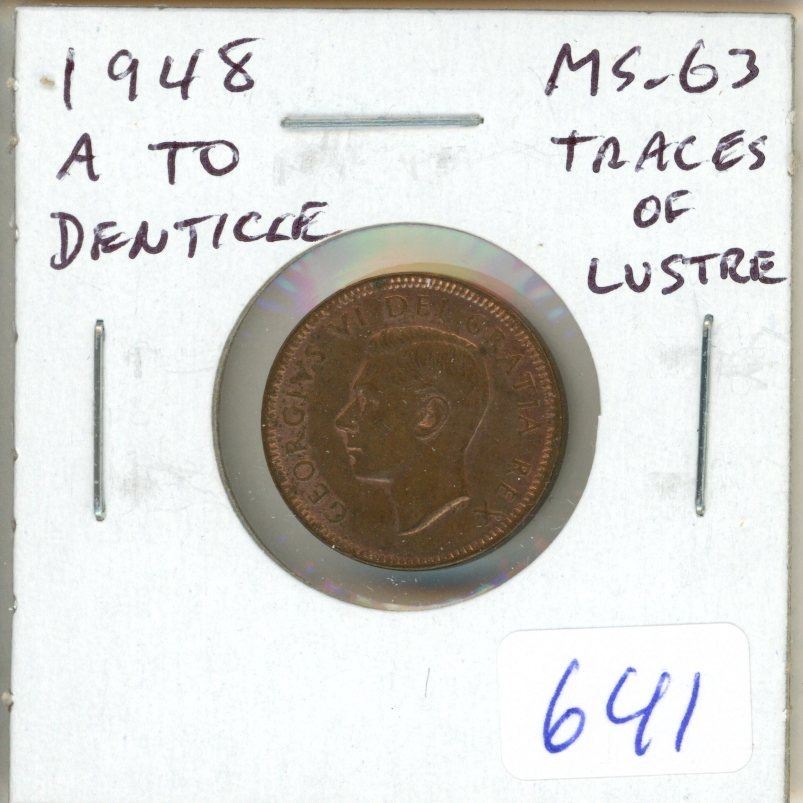 1948
A TO
DENTICLE
MS-63
TRACES
OF
LUSTRE
GEORGIVS VI DEI GRATIA REX
641